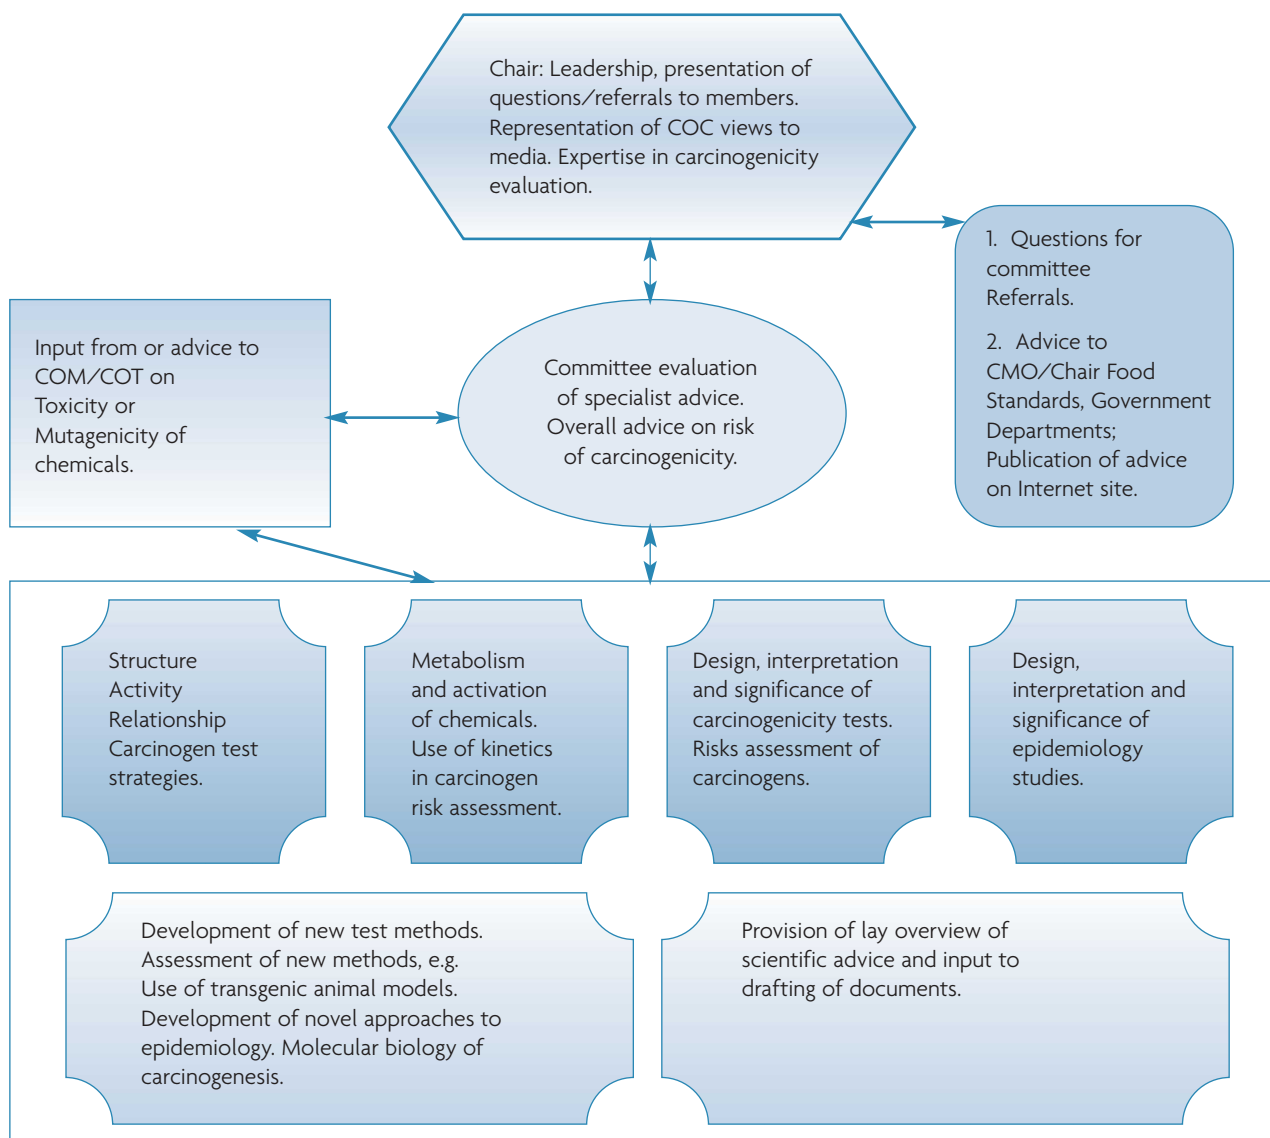 Chair: Leadership, presentation of
questions/referrals to members.
Representation of COC views to
media. Expertise in carcinogenicity
evaluation.
1. Questions for
committee
Referrals.
2. Advice to
CMO/Chair Food
Standards, Government
Departments;
Publication of advice
on Internet site.
Input from or advice to
COM/COT on
Toxicity or
Mutagenicity of
chemicals.
Committee evaluation
of specialist advice.
Overall advice on risk
of carcinogenicity.
Structure
Activity
Relationship
Carcinogen test
strategies.
Metabolism
and activation
of chemicals.
Use of kinetics
in carcinogen
risk assessment.
Design, interpretation
and significance of
carcinogenicity tests.
Risks assessment of
carcinogens.
Design,
interpretation and
significance of
epidemiology
studies.
Development of new test methods.
Assessment of new methods, e.g.
Use of transgenic animal models.
Development of novel approaches to
epidemiology. Molecular biology of
carcinogenesis.
Provision of lay overview of
scientific advice and input to
drafting of documents.